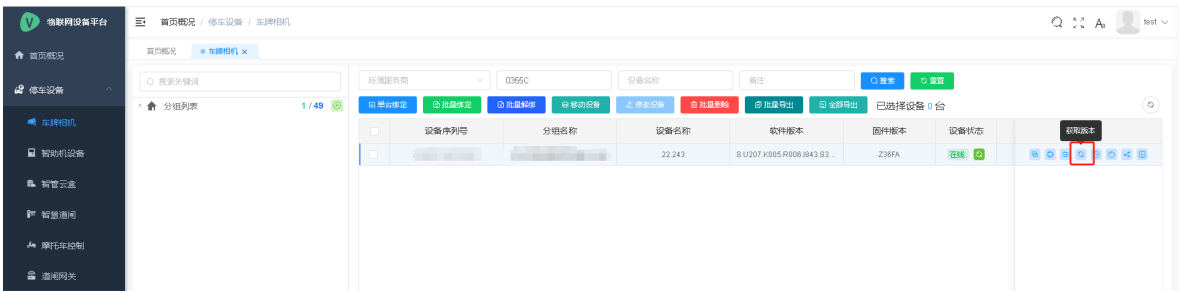 物联网设备平台
首页概况 / 停车设备 / 车牌相机
test
首页概况
车牌相机 ×
首页概况
停车设备
车牌相机
智助机设备
智管云盒
智慧道闸
摩托车控制
道闸网关
搜索关键词
分组列表 1 / 49
所属服务商 0355C 设备名称 备注 搜索 重置
单台绑定 批量绑定 批量解绑 移动设备 修改设备 批量删除 批量导出 全部导出 已选择设备 0 台
设备序列号 分组名称 设备名称 软件版本 固件版本 设备状态
获取版本
22.243 S.U207.K005.R006.I843.S3... Z36FA 在线